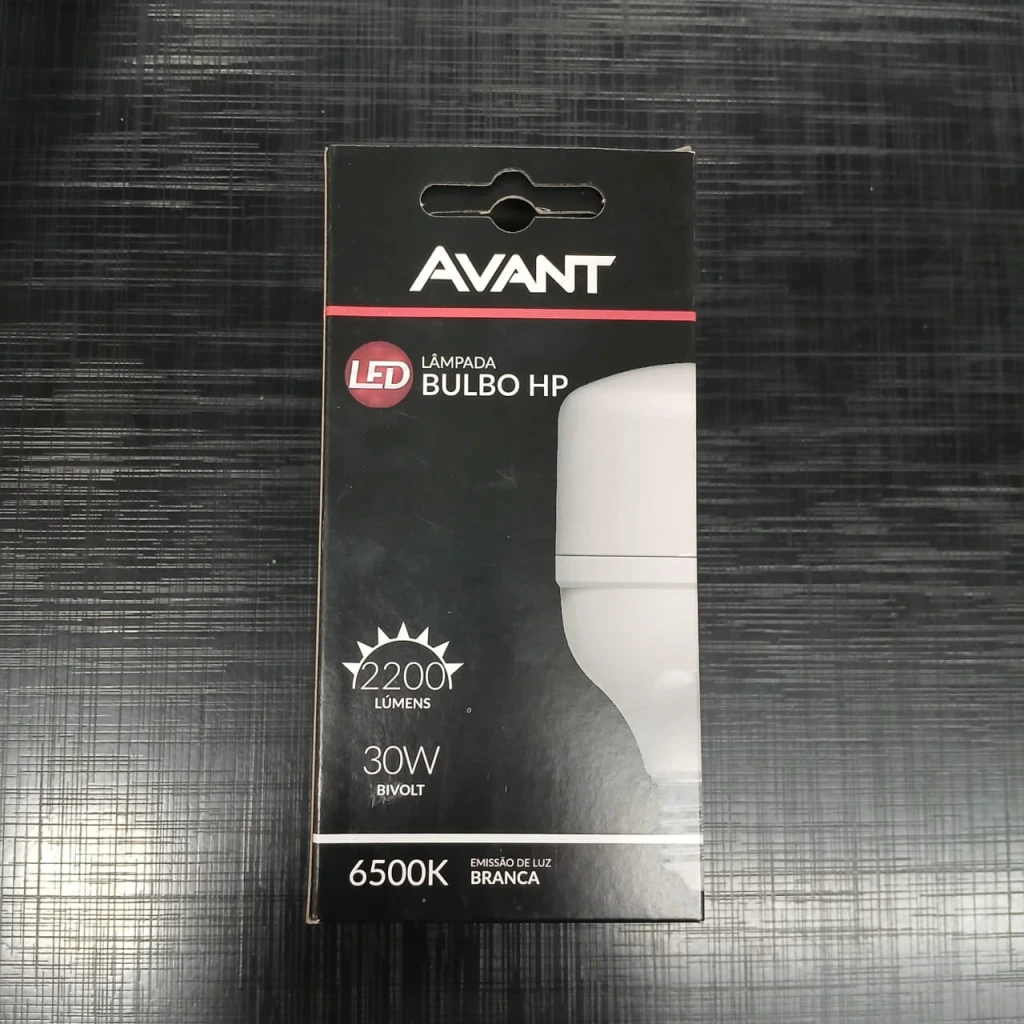 AVANT
LED
LÂMPADA
BULBO HP
2200
LÚMENS
30W
BIVOLT
6500K
EMISSÃO DE LUZ
BRANCA